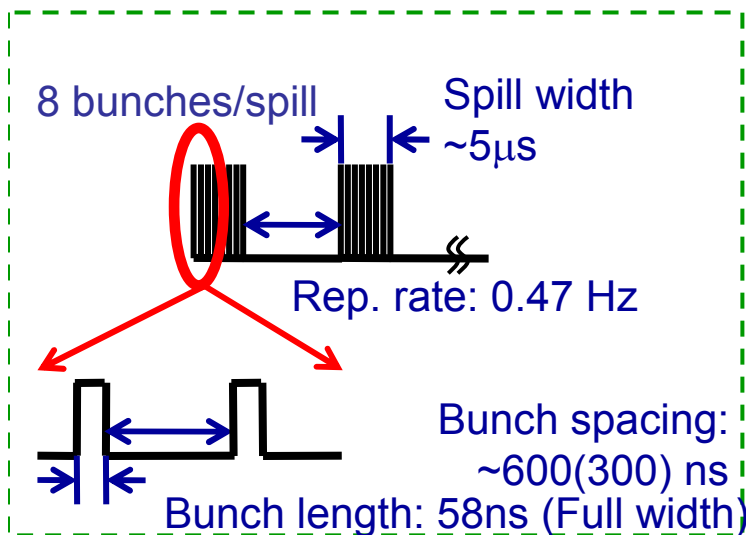 8 bunches/spill
Spill width
~5μs
Rep. rate: 0.47 Hz
Bunch spacing:
~600(300) ns
Bunch length: 58ns (Full width)